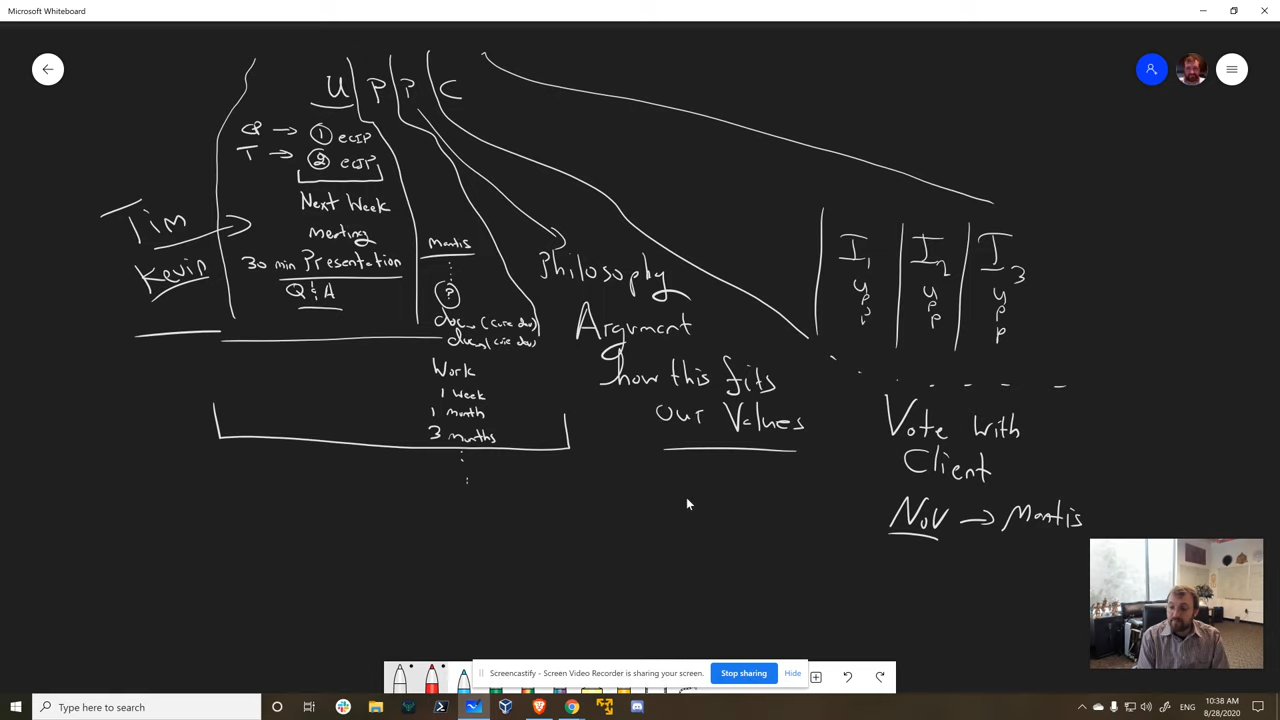 Microsoft Whiteboard
U P P C
→ ① ECIP
T → ② ECIP
Next Week
meeting
30 min Presentation
Q & A
Tim
Kevin
mantis
?
Work
1 week
1 month
3 months
Philosophy
Argument
how this fits
our Values
I1 I2 I3
U U U
P P P
P P P
Vote with
Client
Nov → Mantis
Screencastify - Screen Video Recorder is sharing your screen.
Stop sharing
Hide
Type here to search
ENG
10:38 AM
8/28/2020